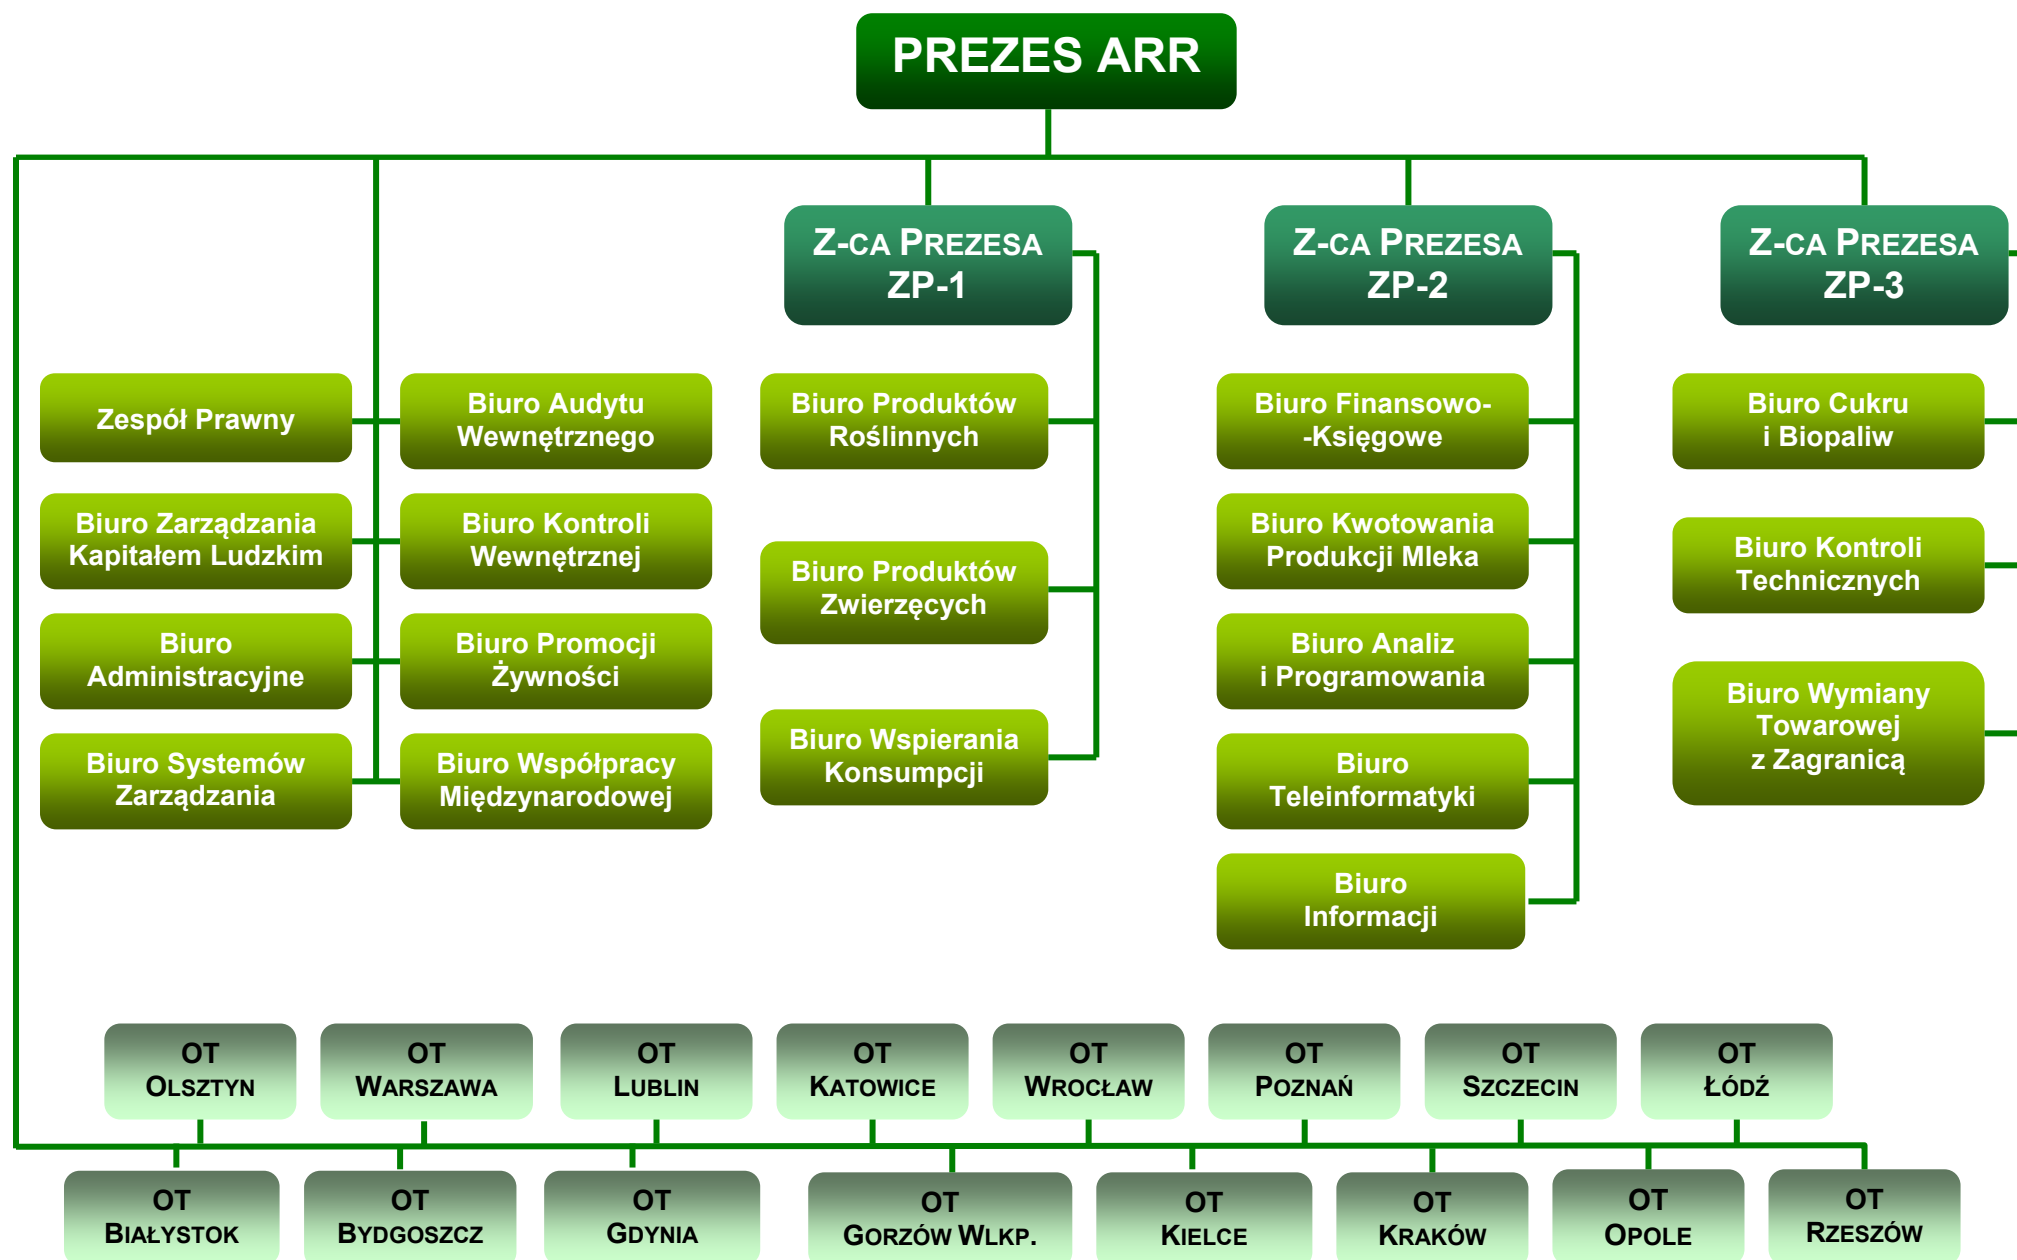 PREZES ARR
Z-CA PREZESA
ZP-1
Z-CA PREZESA
ZP-2
Z-CA PREZESA
ZP-3
Zespół Prawny
Biuro Audytu
Wewnętrznego
Biuro Zarządzania
Kapitałem Ludzkim
Biuro Kontroli
Wewnętrznej
Biuro
Administracyjne
Biuro Promocji
Żywności
Biuro Systemów
Zarządzania
Biuro Współpracy
Międzynarodowej
Biuro Produktów
Roślinnych
Biuro Produktów
Zwierzęcych
Biuro Wspierania
Konsumpcji
Biuro Finansowo-
-Księgowe
Biuro Kwotowania
Produkcji Mleka
Biuro Analiz
i Programowania
Biuro
Teleinformatyki
Biuro
Informacji
Biuro Cukru
i Biopaliw
Biuro Kontroli
Technicznych
Biuro Wymiany
Towarowej
z Zagranicą
OT
OLSZTYN
OT
WARSZAWA
OT
LUBLIN
OT
KATOWICE
OT
WROCŁAW
OT
POZNAŃ
OT
SZCZECIN
OT
ŁÓDŹ
OT
BIAŁYSTOK
OT
BYDGOSZCZ
OT
GDYNIA
OT
GORZÓW WLKP.
OT
KIELCE
OT
KRAKÓW
OT
OPOLE
OT
RZESZÓW